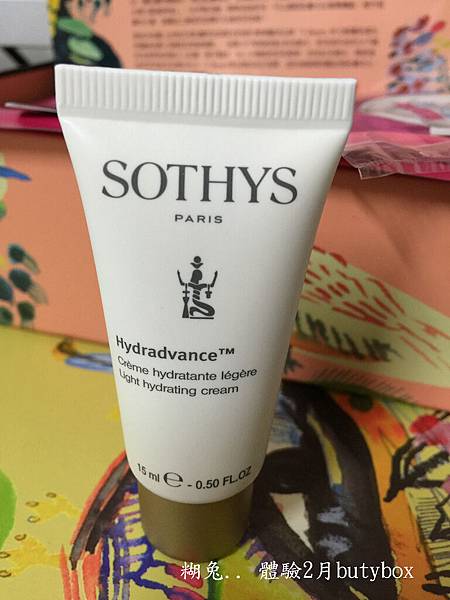 SOTHYS
PARIS
Hydradvance™
Crème hydratante légère
Light hydrating cream
15 ml ℮ - 0.50 FL.OZ
糊兔.. 體驗2月butybox